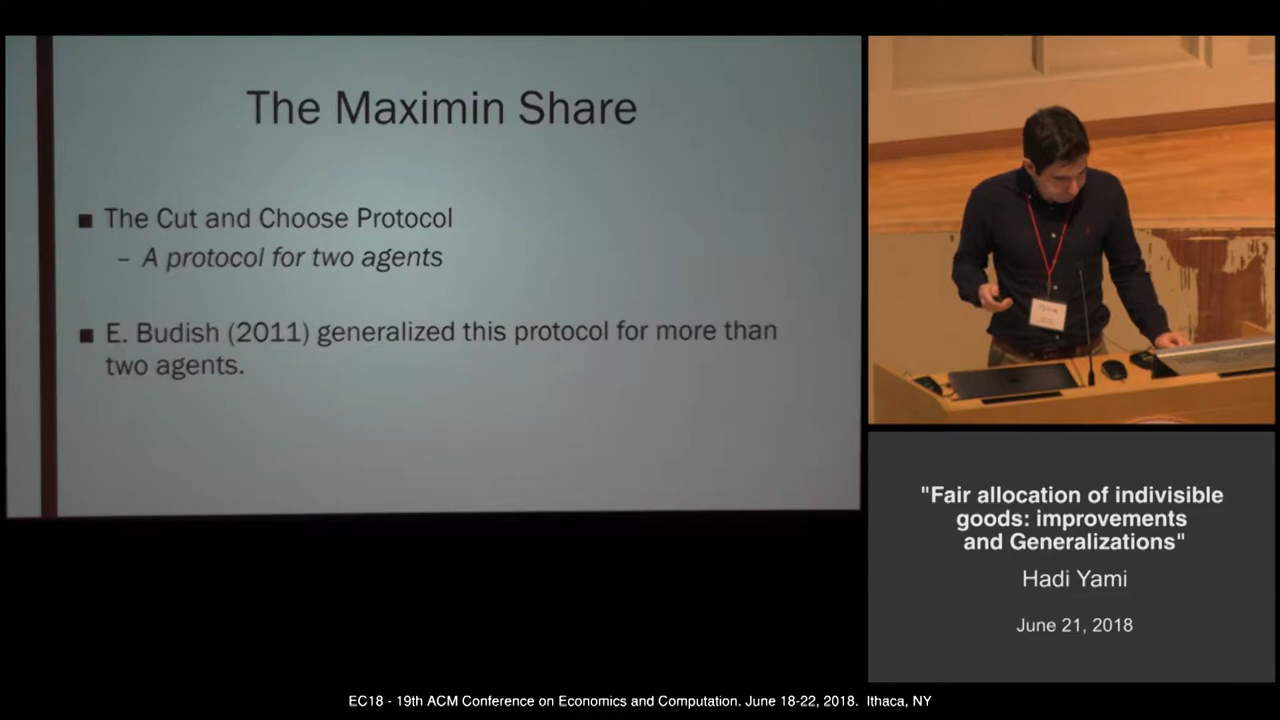 The Maximin Share
■ The Cut and Choose Protocol
– A protocol for two agents
■ E. Budish (2011) generalized this protocol for more than
two agents.
"Fair allocation of indivisible
goods: improvements
and Generalizations"
Hadi Yami
June 21, 2018
EC18 - 19th ACM Conference on Economics and Computation. June 18-22, 2018. Ithaca, NY